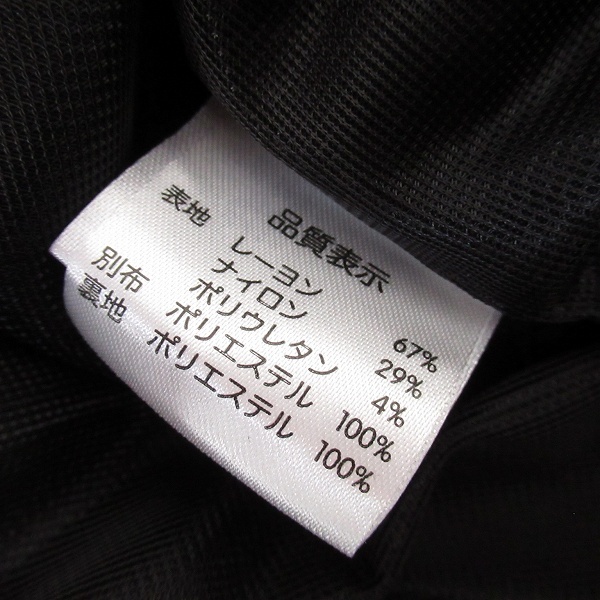 品質表示
表地 レーヨン 67%
ナイロン 29%
ポリウレタン 4%
別布 ポリエステル 100%
裏地 ポリエステル 100%